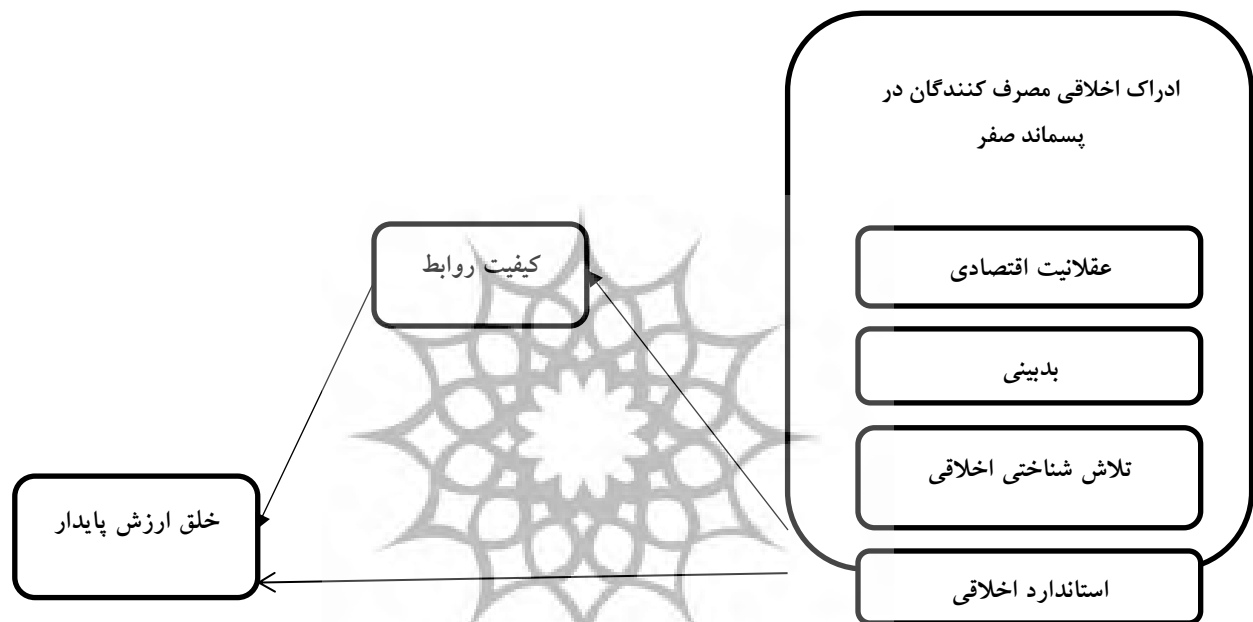 ادراک اخلاقی مصرف کنندگان در
پسماند صفر
عقلانیت اقتصادی
بدبینی
تلاش شناختی اخلاقی
استاندارد اخلاقی
کیفیت روابط
خلق ارزش پایدار